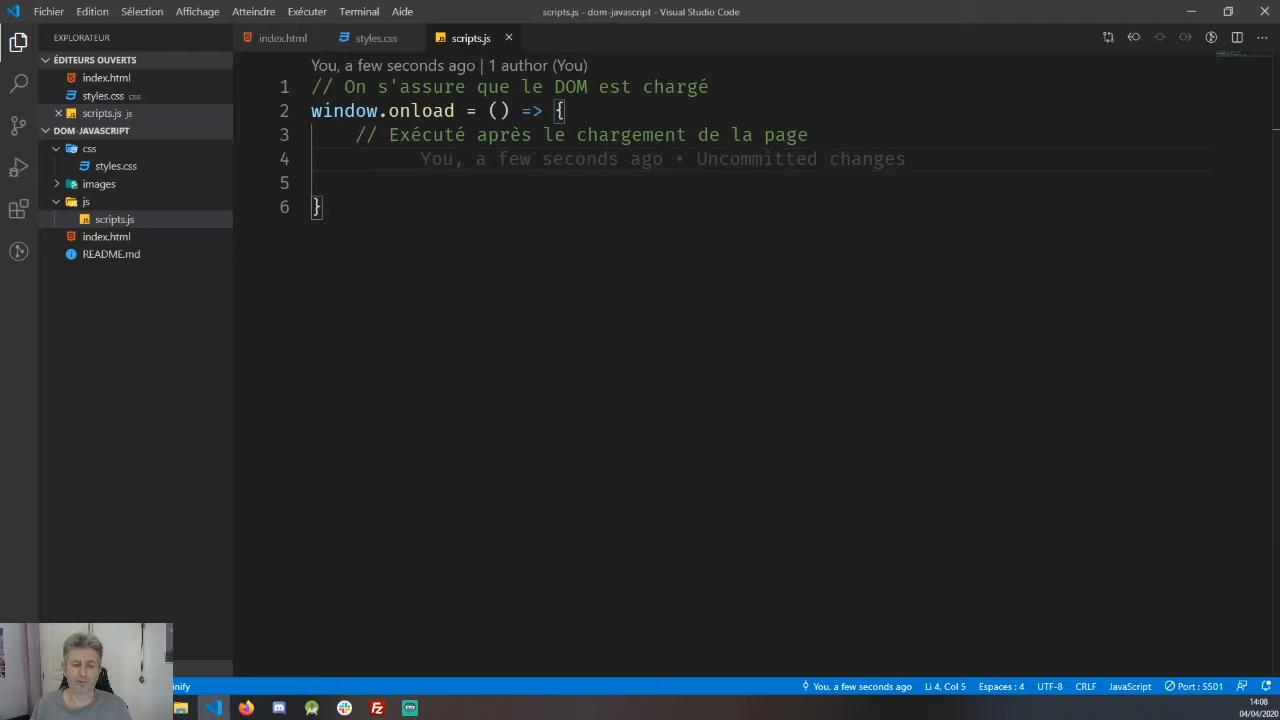 Fichier Edition Sélection Affichage Atteindre Exécuter Terminal Aide
scripts.js - dom-javascript - Visual Studio Code
EXPLORATEUR
index.html
styles.css
scripts.js
ÉDITEURS OUVERTS
index.html
styles.css css
scripts.js js
DOM-JAVASCRIPT
css
styles.css
images
js
scripts.js
index.html
README.md
You, a few seconds ago | 1 author (You)
1 // On s'assure que le DOM est chargé
2 window.onload = () => {
3 // Exécuté après le chargement de la page
4 You, a few seconds ago • Uncommitted changes
5
6 }
inify
You, a few seconds ago
Li 4, Col 5
Espaces : 4
UTF-8
CRLF
JavaScript
Port : 5501
14:08
04/04/2020